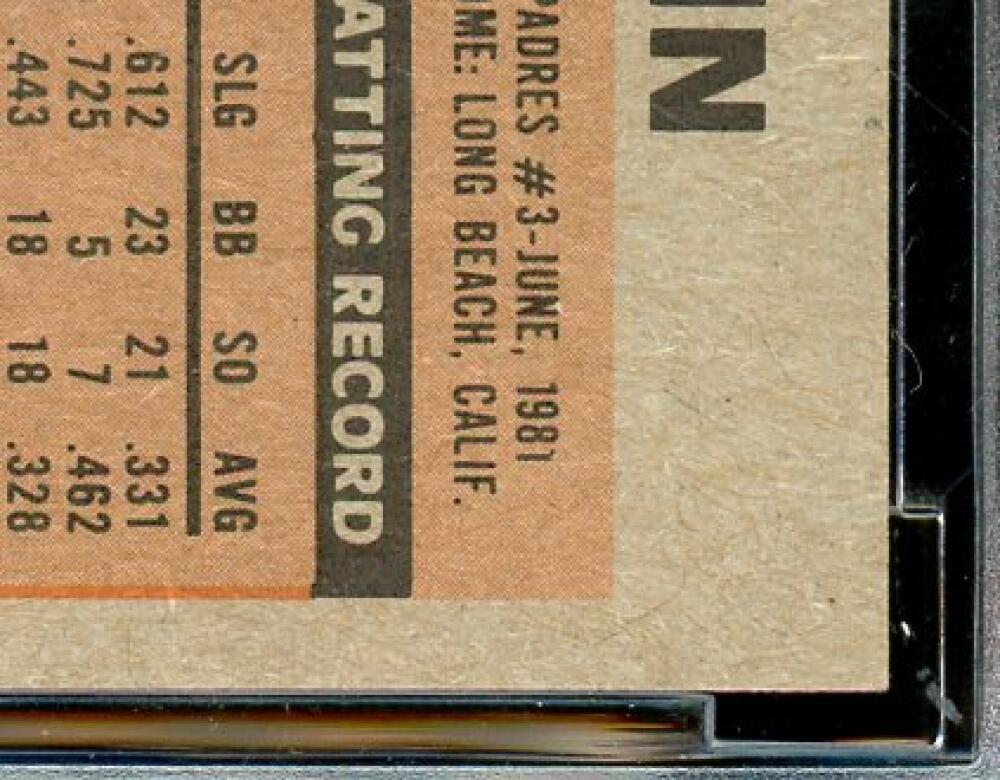 PADRES #3-JUNE, 1981
OME: LONG BEACH, CALIF.
ATTING RECORD
SLG BB SO AVG
.612 23 21 .331
.725 5 7 .462
.443 18 18 .328